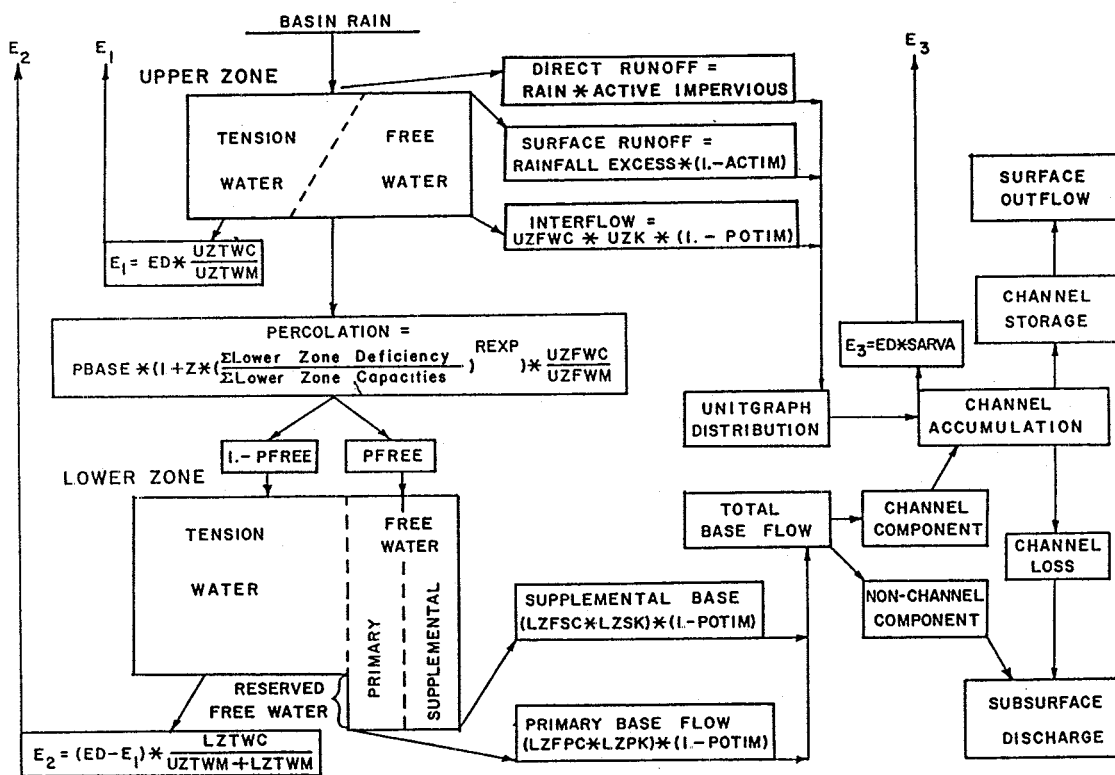 BASIN RAIN
E2
E1
E3
UPPER ZONE
DIRECT RUNOFF =
RAIN * ACTIVE IMPERVIOUS
TENSION
WATER
FREE
WATER
SURFACE RUNOFF =
RAINFALL EXCESS*(1.-ACTIM)
INTERFLOW =
UZFWC * UZK * (1. - POTIM)
SURFACE
OUTFLOW
CHANNEL
STORAGE
E1 = ED* UZTWC
UZTWM
PERCOLATION =
PBASE *(1+Z*( ΣLower Zone Deficiency
ΣLower Zone Capacities )REXP)* UZFWC
UZFWM
E3=ED*SARVA
UNITGRAPH
DISTRIBUTION
CHANNEL
ACCUMULATION
1.- PFREE
PFREE
LOWER ZONE
TENSION
WATER
FREE
WATER
PRIMARY
SUPPLEMENTAL
TOTAL
BASE FLOW
CHANNEL
COMPONENT
CHANNEL
LOSS
NON-CHANNEL
COMPONENT
SUPPLEMENTAL BASE
(LZFSC*LZSK)*(1.-POTIM)
RESERVED
FREE WATER
PRIMARY BASE FLOW
(LZFPC*LZPK)*(1.-POTIM)
SUBSURFACE
DISCHARGE
E2 = (ED-E1) * LZTWC
UZTWM+LZTWM